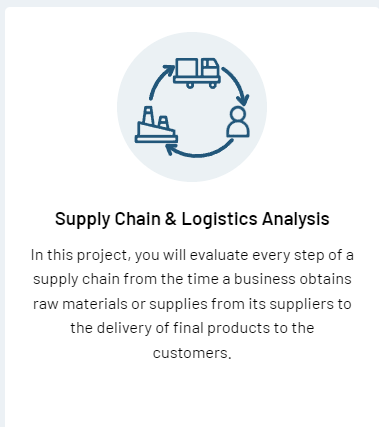 Supply Chain & Logistics Analysis
In this project, you will evaluate every step of a
supply chain from the time a business obtains
raw materials or supplies from its suppliers to
the delivery of final products to the
customers.